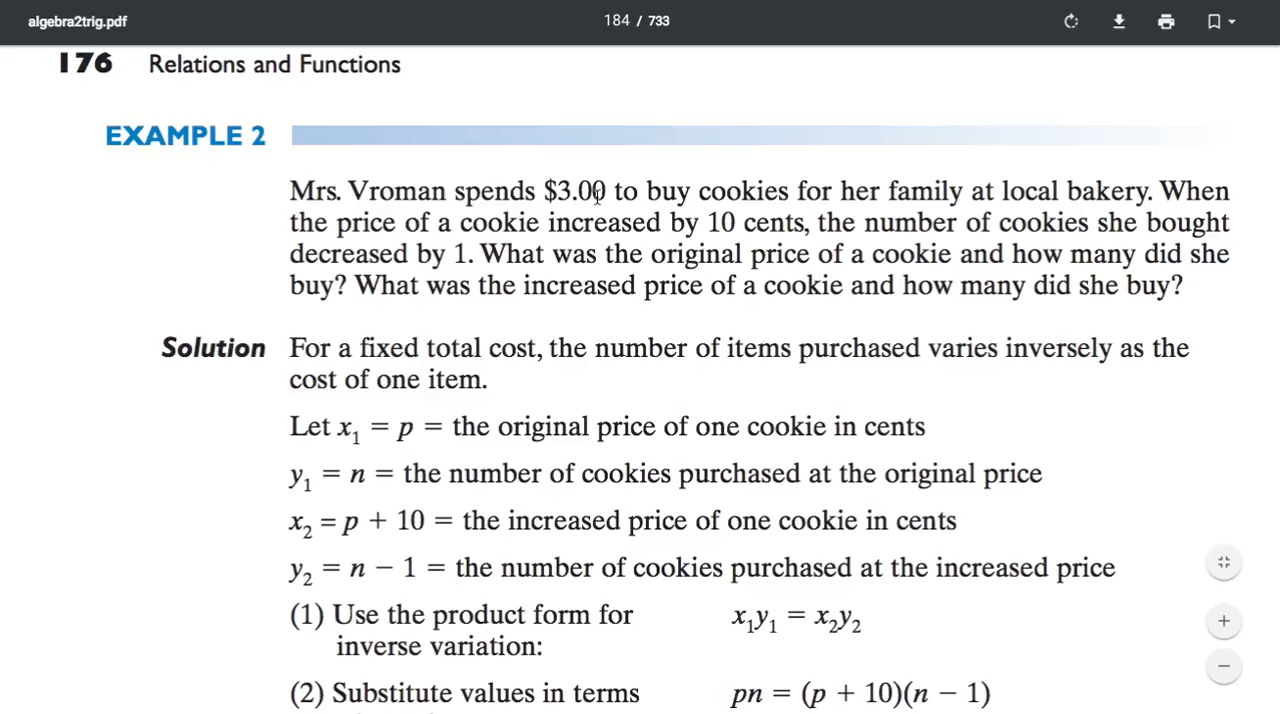 algebra2trig.pdf
184 / 733
176 Relations and Functions
EXAMPLE 2
Mrs. Vroman spends $3.00 to buy cookies for her family at local bakery. When
the price of a cookie increased by 10 cents, the number of cookies she bought
decreased by 1. What was the original price of a cookie and how many did she
buy? What was the increased price of a cookie and how many did she buy?
Solution For a fixed total cost, the number of items purchased varies inversely as the
cost of one item.
Let x₁ = p = the original price of one cookie in cents
y₁ = n = the number of cookies purchased at the original price
x₂ = p + 10 = the increased price of one cookie in cents
y₂ = n − 1 = the number of cookies purchased at the increased price
(1) Use the product form for x₁y₁ = x₂y₂
inverse variation:
(2) Substitute values in terms pn = (p + 10)(n − 1)